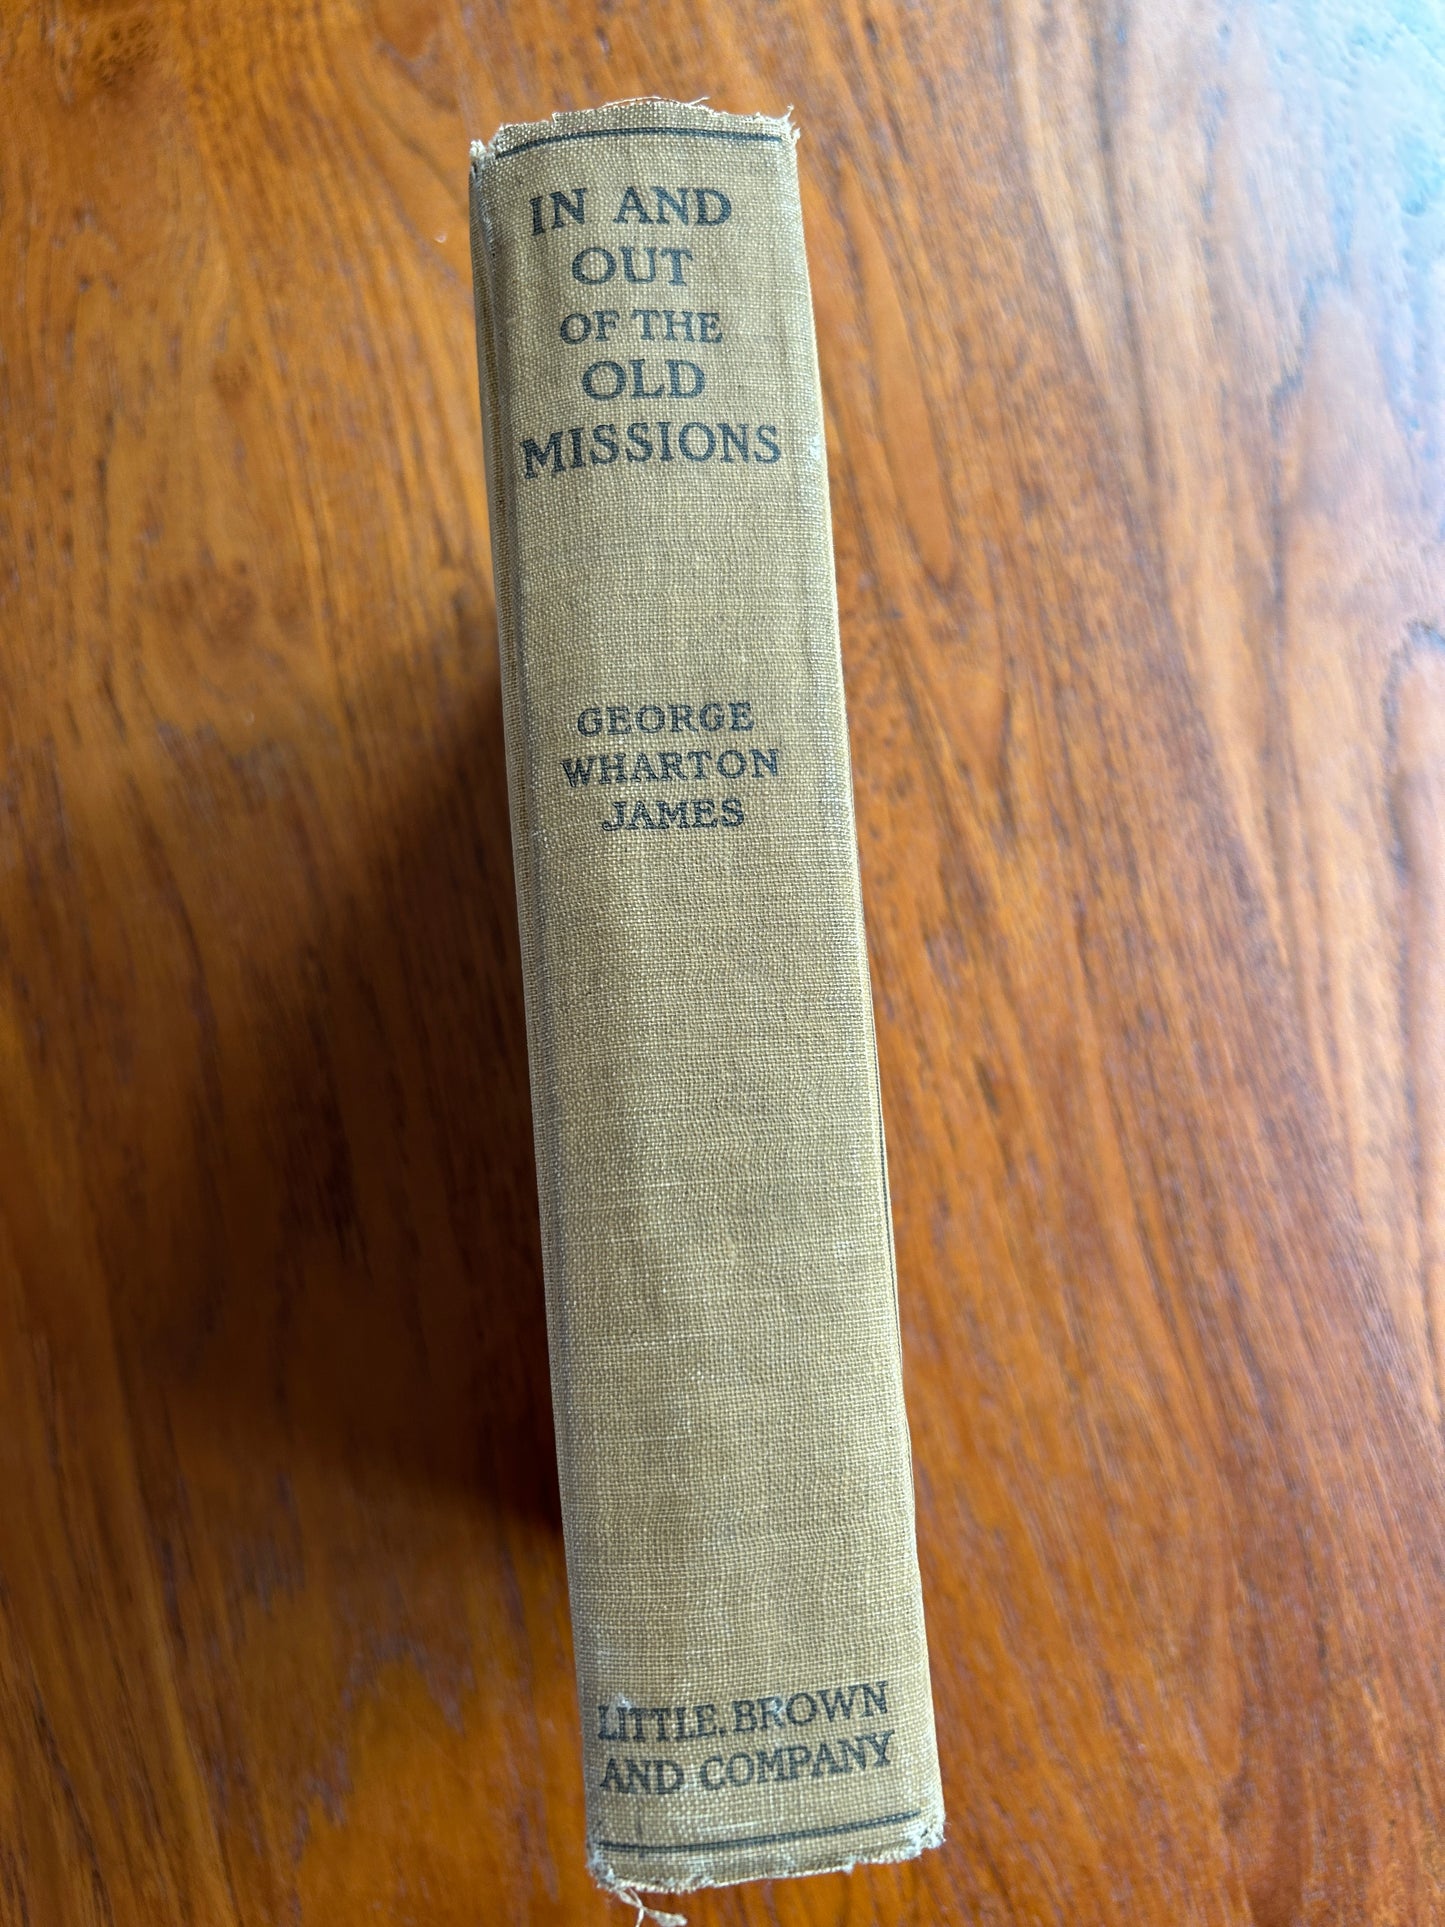 IN AND
OUT
OF THE
OLD
MISSIONS
GEORGE
WHARTON
JAMES
LITTLE, BROWN
AND COMPANY